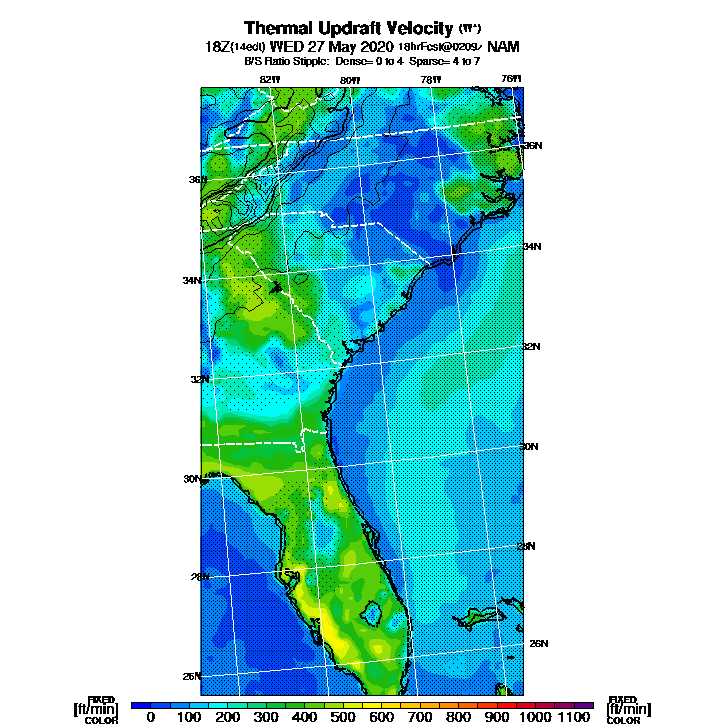 Thermal Updraft Velocity (W*)
18Z(14edt) WED 27 May 2020 18hrFcst@0209z NAM
B/S Ratio Stipple: Dense= 0 to 4 Sparse= 4 to 7
82W 80W 78W 76W
36N
36N
34N
34N
32N
32N
30N
30N
28N
28N
26N
26N
FIXED FIXED
[ft/min] 0 100 200 300 400 500 600 700 800 900 1000 1100 [ft/min]
COLOR COLOR